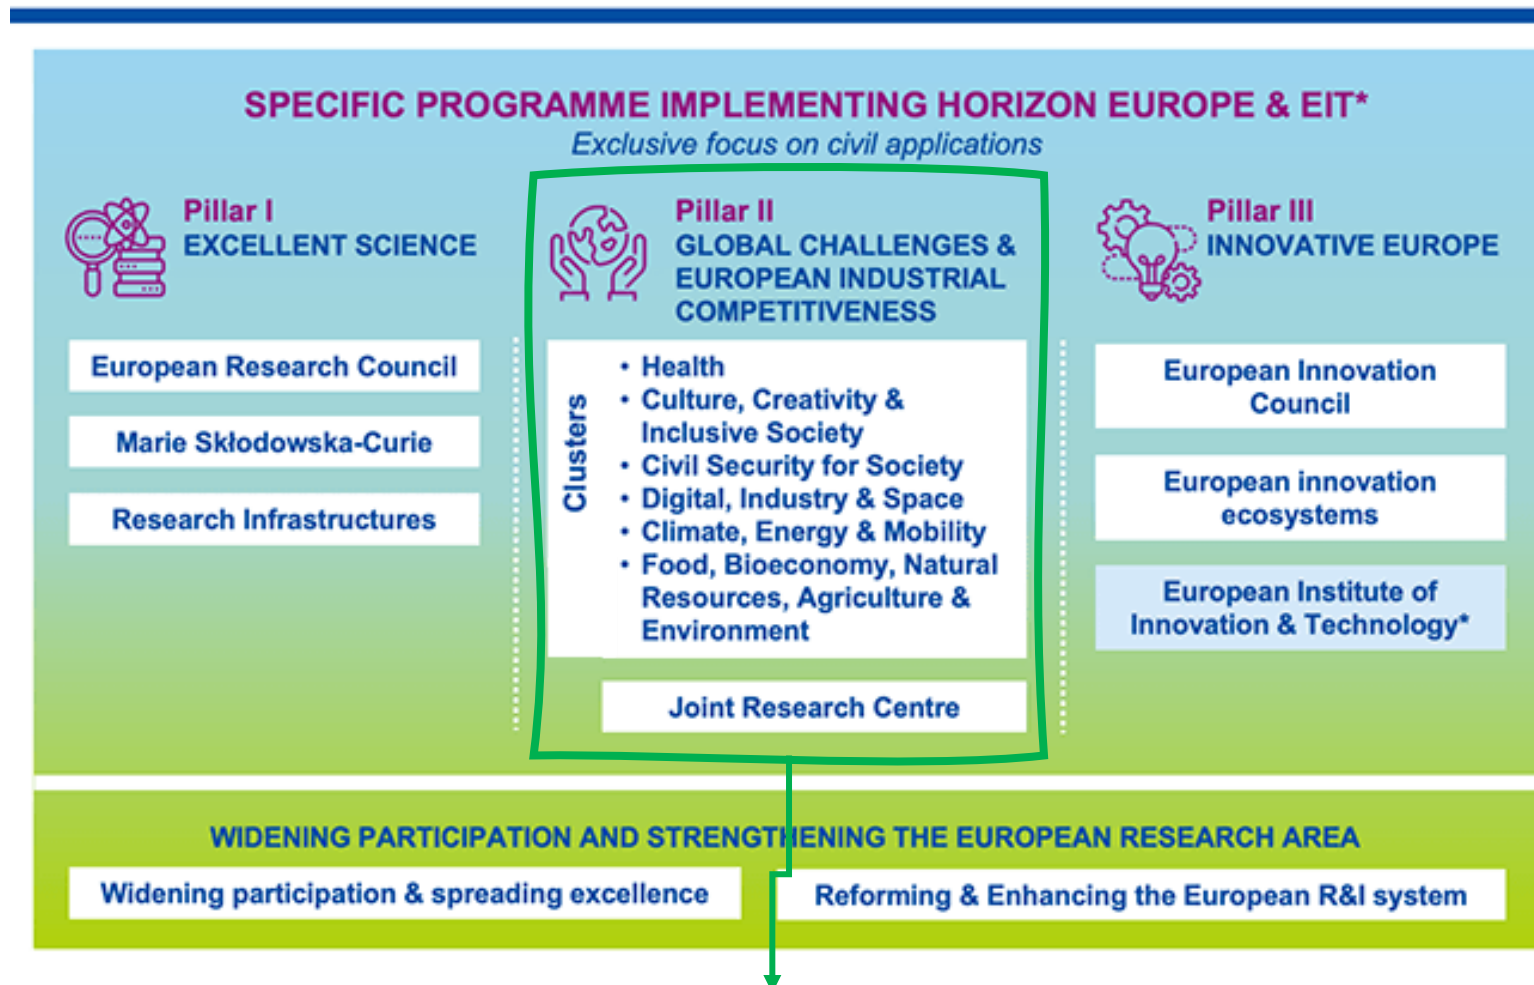 SPECIFIC PROGRAMME IMPLEMENTING HORIZON EUROPE & EIT*
Exclusive focus on civil applications
Pillar I
EXCELLENT SCIENCE
European Research Council
Marie Skłodowska-Curie
Research Infrastructures
Pillar II
GLOBAL CHALLENGES &
EUROPEAN INDUSTRIAL
COMPETITIVENESS
Clusters
• Health
• Culture, Creativity &
Inclusive Society
• Civil Security for Society
• Digital, Industry & Space
• Climate, Energy & Mobility
• Food, Bioeconomy, Natural
Resources, Agriculture &
Environment
Joint Research Centre
Pillar III
INNOVATIVE EUROPE
European Innovation
Council
European innovation
ecosystems
European Institute of
Innovation & Technology*
WIDENING PARTICIPATION AND STRENGTHENING THE EUROPEAN RESEARCH AREA
Widening participation & spreading excellence
Reforming & Enhancing the European R&I system